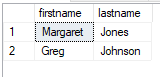 firstname lastname
1 Margaret Jones
2 Greg Johnson